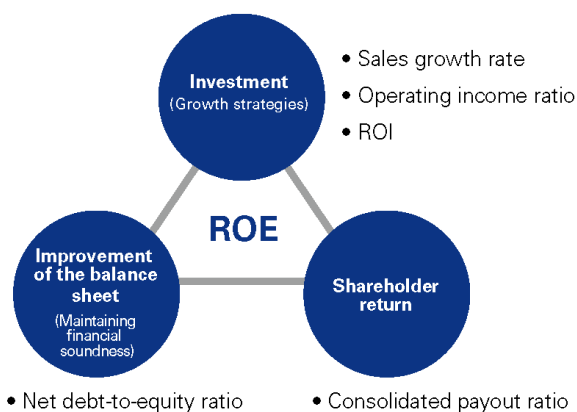 Investment
(Growth strategies)
• Sales growth rate
• Operating income ratio
• ROI
ROE
Improvement
of the balance
sheet
(Maintaining
financial
soundness)
Shareholder
return
• Net debt-to-equity ratio
• Consolidated payout ratio